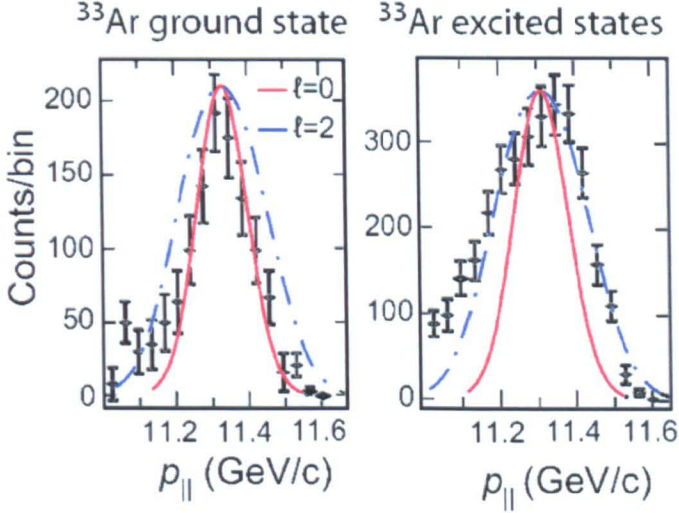 ³³Ar ground state
ℓ=0
ℓ=2
200
150
100
50
0
Counts/bin
11.2 11.4 11.6
p∥ (GeV/c)
³³Ar excited states
300
200
100
0
11.2 11.4 11.6
p∥ (GeV/c)